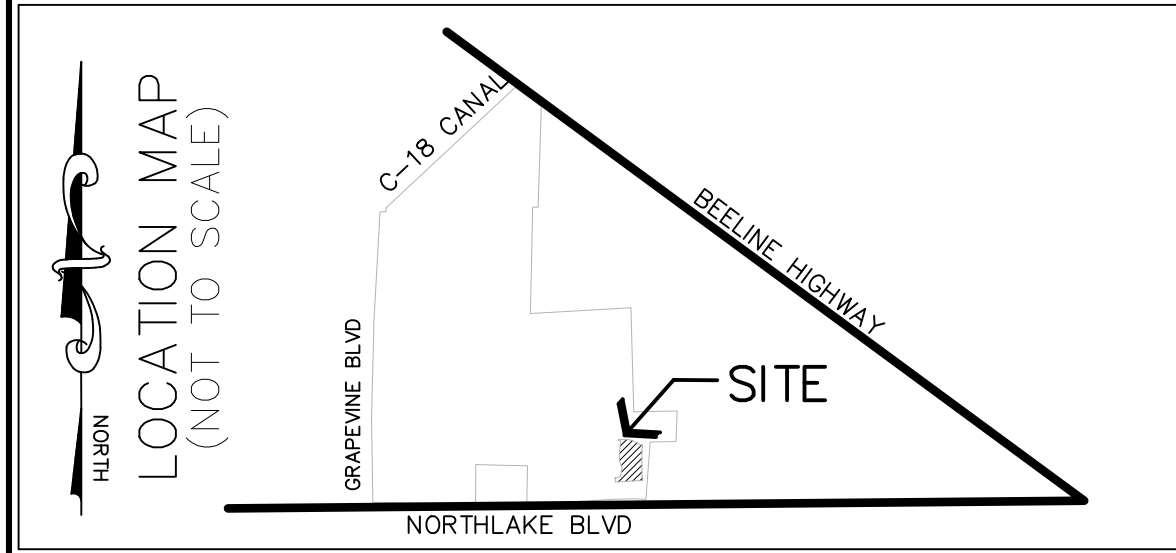 LOCATION MAP
(NOT TO SCALE)
NORTH
C-18 CANAL
BEELINE HIGHWAY
GRAPEVINE BLVD
SITE
NORTHLAKE BLVD